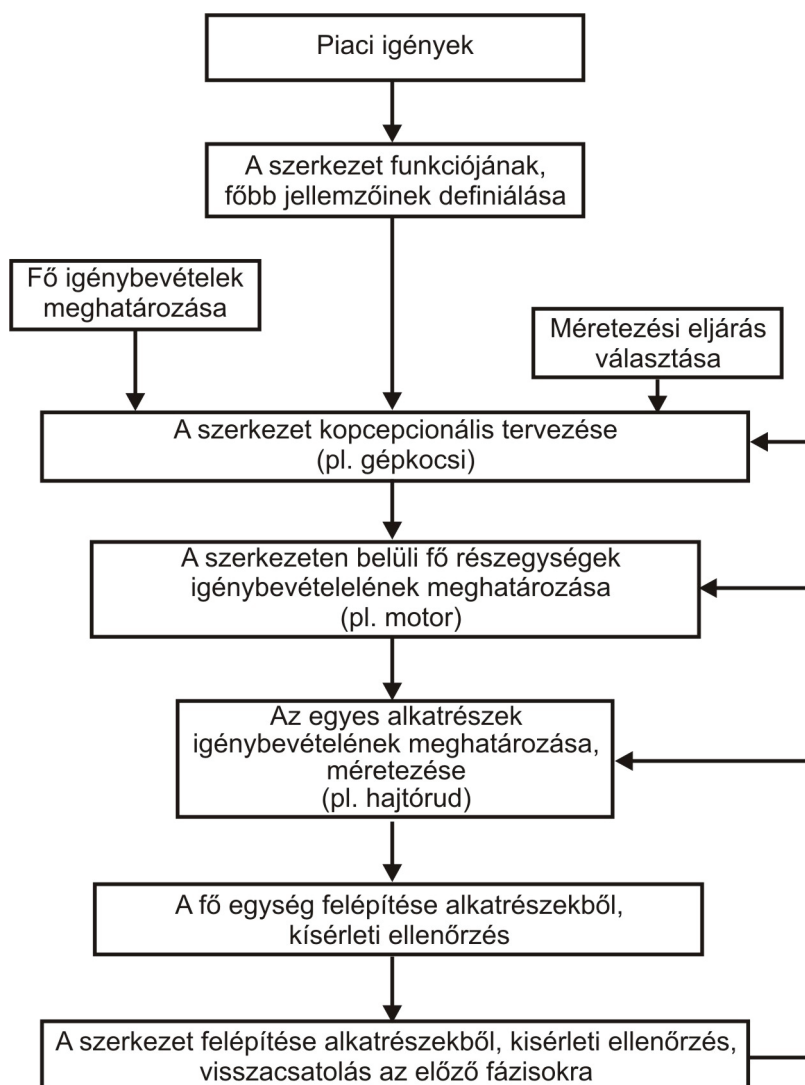 Piaci igények
A szerkezet funkciójának,
főbb jellemzőinek definiálása
Fő igénybevételek
meghatározása
Méretezési eljárás
választása
A szerkezet kopcepcionális tervezése
(pl. gépkocsi)
A szerkezeten belüli fő részegységek
igénybevételelének meghatározása
(pl. motor)
Az egyes alkatrészek
igénybevételének meghatározása,
méretezése
(pl. hajtórud)
A fő egység felépítése alkatrészekből,
kísérleti ellenőrzés
A szerkezet felépítése alkatrészekből, kisérleti ellenőrzés,
visszacsatolás az előző fázisokra